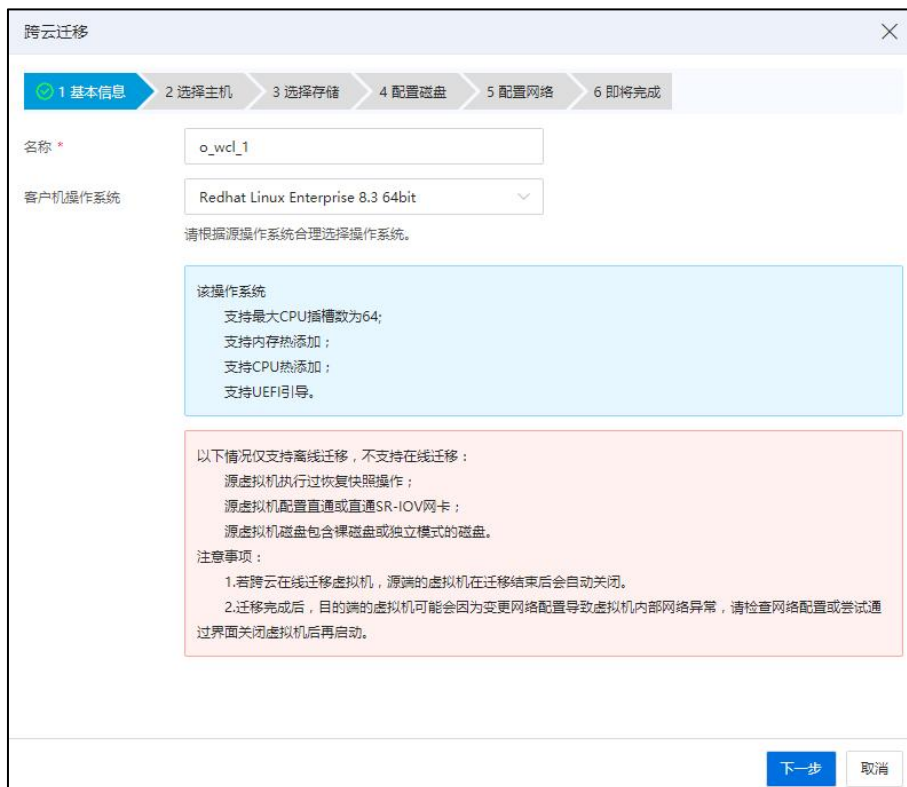 跨云迁移
1 基本信息 2 选择主机 3 选择存储 4 配置磁盘 5 配置网络 6 即将完成
名称 * o_wcl_1
客户机操作系统 Redhat Linux Enterprise 8.3 64bit
请根据源操作系统合理选择操作系统。
该操作系统
支持最大CPU插槽数为64;
支持内存热添加；
支持CPU热添加；
支持UEFI引导。
以下情况仅支持离线迁移，不支持在线迁移：
源虚拟机执行过恢复快照操作；
源虚拟机配置直通或直通SR-IOV网卡；
源虚拟机磁盘包含裸磁盘或独立模式的磁盘。
注意事项：
1.若跨云在线迁移虚拟机，源端的虚拟机在迁移结束后会自动关闭。
2.迁移完成后，目的端的虚拟机可能会因为变更网络配置导致虚拟机内部网络异常，请检查网络配置或尝试通
过界面关闭虚拟机后再启动。
下一步 取消